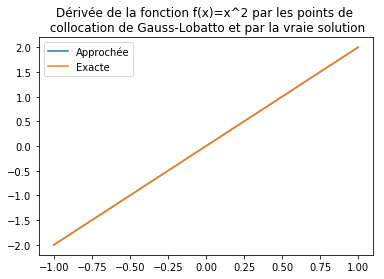 Dérivée de la fonction f(x)=x^2 par les points de
collocation de Gauss-Lobatto et par la vraie solution
Approchée
Exacte
2.0
1.5
1.0
0.5
0.0
−0.5
−1.0
−1.5
−2.0
−1.00 −0.75 −0.50 −0.25 0.00 0.25 0.50 0.75 1.00